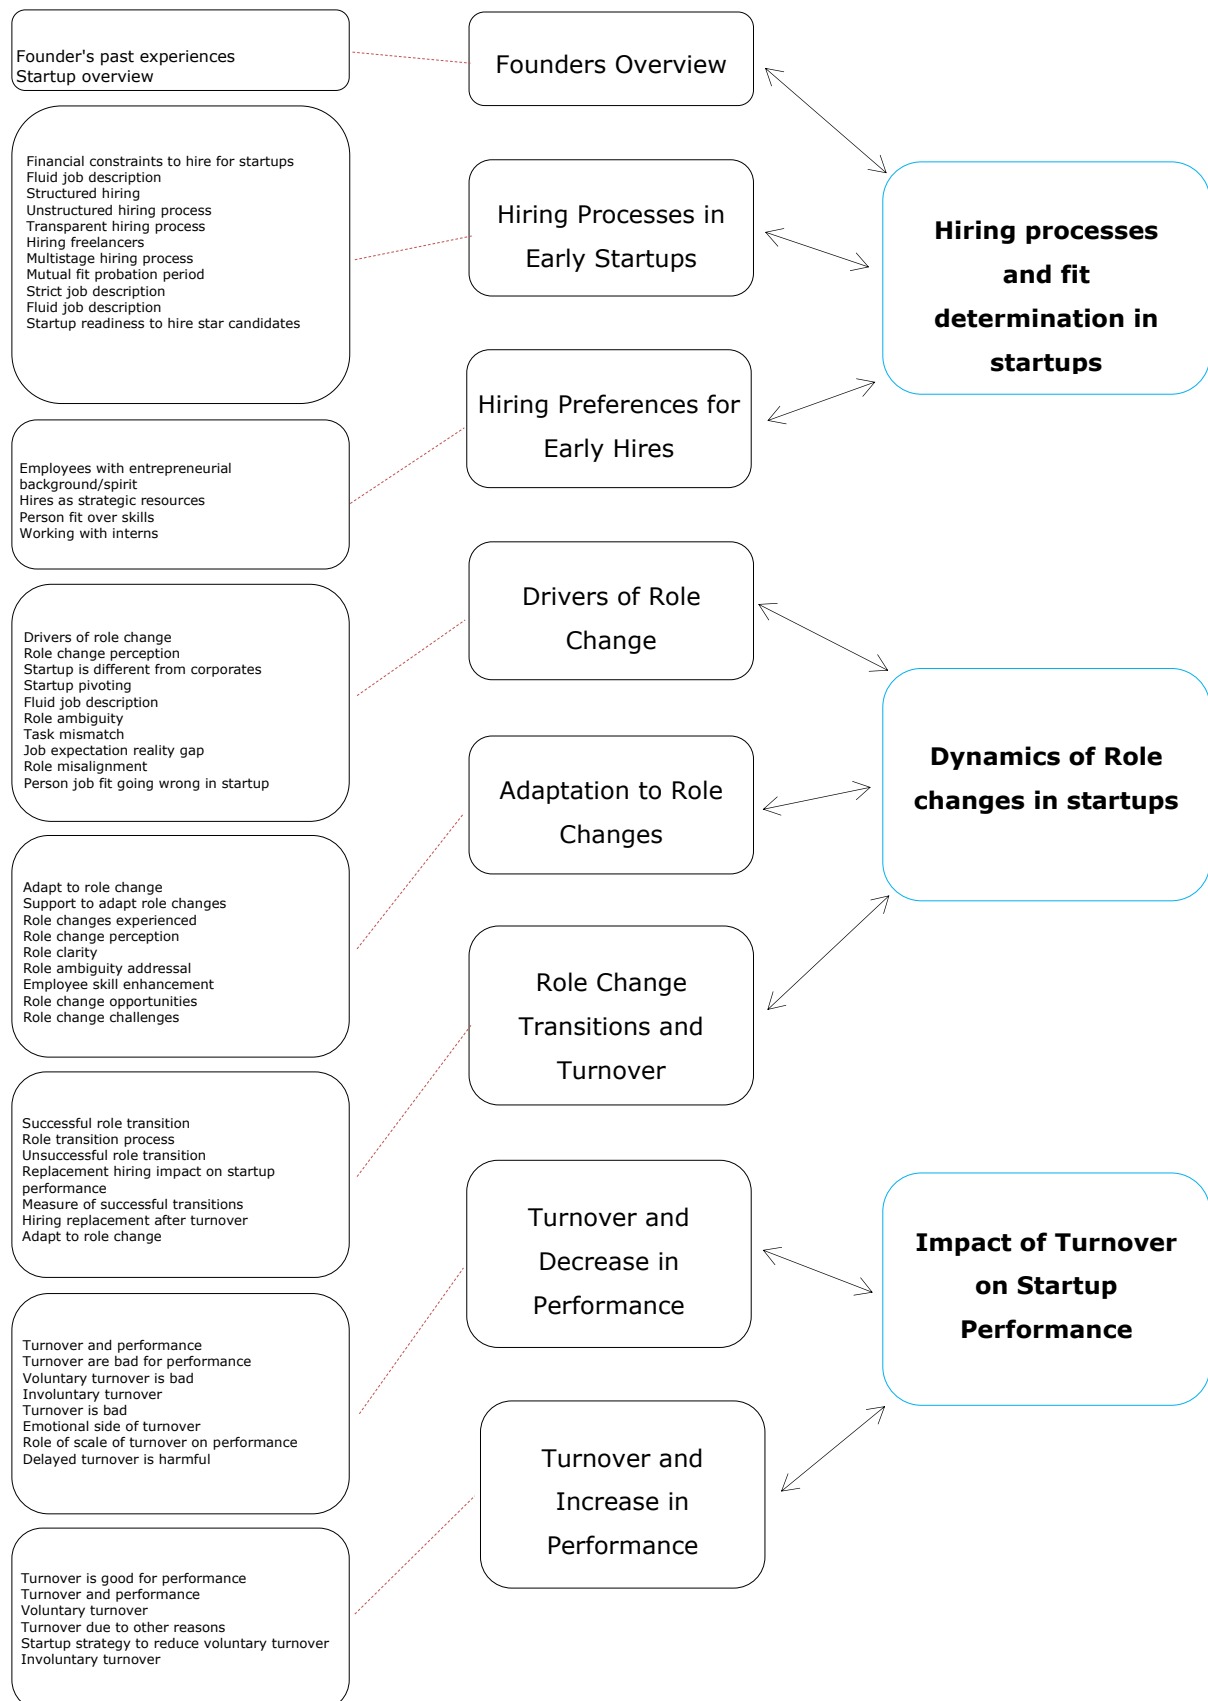 Founder's past experiences
Startup overview
Founders Overview
Financial constraints to hire for startups
Fluid job description
Structured hiring
Unstructured hiring process
Transparent hiring process
Hiring freelancers
Multistage hiring process
Mutual fit probation period
Strict job description
Fluid job description
Startup readiness to hire star candidates
Hiring Processes in
Early Startups
Hiring processes
and fit
determination in
startups
Employees with entrepreneurial
background/spirit
Hires as strategic resources
Person fit over skills
Working with interns
Hiring Preferences for
Early Hires
Drivers of role change
Role change perception
Startup is different from corporates
Startup pivoting
Fluid job description
Role ambiguity
Task mismatch
Job expectation reality gap
Role misalignment
Person job fit going wrong in startup
Drivers of Role
Change
Adapt to role change
Support to adapt role changes
Role changes experienced
Role change perception
Role clarity
Role ambiguity addressal
Employee skill enhancement
Role change opportunities
Role change challenges
Adaptation to Role
Changes
Dynamics of Role
changes in startups
Successful role transition
Role transition process
Unsuccessful role transition
Replacement hiring impact on startup
performance
Measure of successful transitions
Hiring replacement after turnover
Adapt to role change
Role Change
Transitions and
Turnover
Turnover and performance
Turnover are bad for performance
Voluntary turnover is bad
Involuntary turnover
Turnover is bad
Emotional side of turnover
Role of scale of turnover on performance
Delayed turnover is harmful
Turnover and
Decrease in
Performance
Impact of Turnover
on Startup
Performance
Turnover is good for performance
Turnover and performance
Voluntary turnover
Turnover due to other reasons
Startup strategy to reduce voluntary turnover
Involuntary turnover
Turnover and
Increase in
Performance